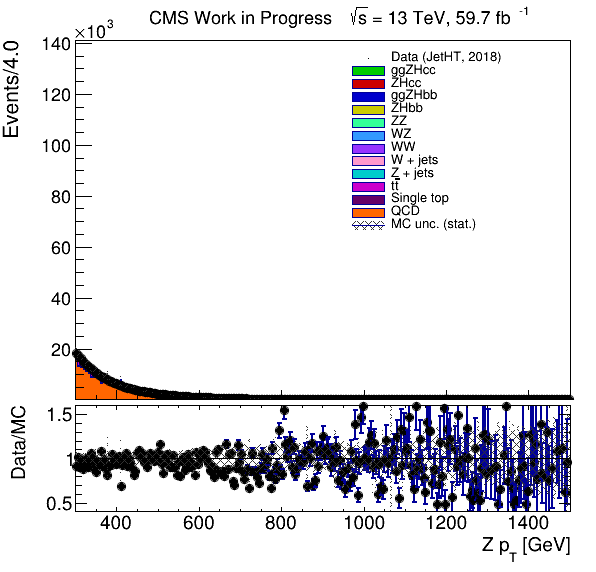 CMS Work in Progress √s = 13 TeV, 59.7 fb⁻¹
×10³
Events/4.0
140
120
100
80
60
40
20
Data (JetHT, 2018)
ggZHcc
ZHcc
ggZHbb
ZHbb
ZZ
WZ
WW
W + jets
Z + jets
tt̅
Single top
QCD
MC unc. (stat.)
Data/MC
1.5
1
0.5
400 600 800 1000 1200 1400
Z p_T [GeV]